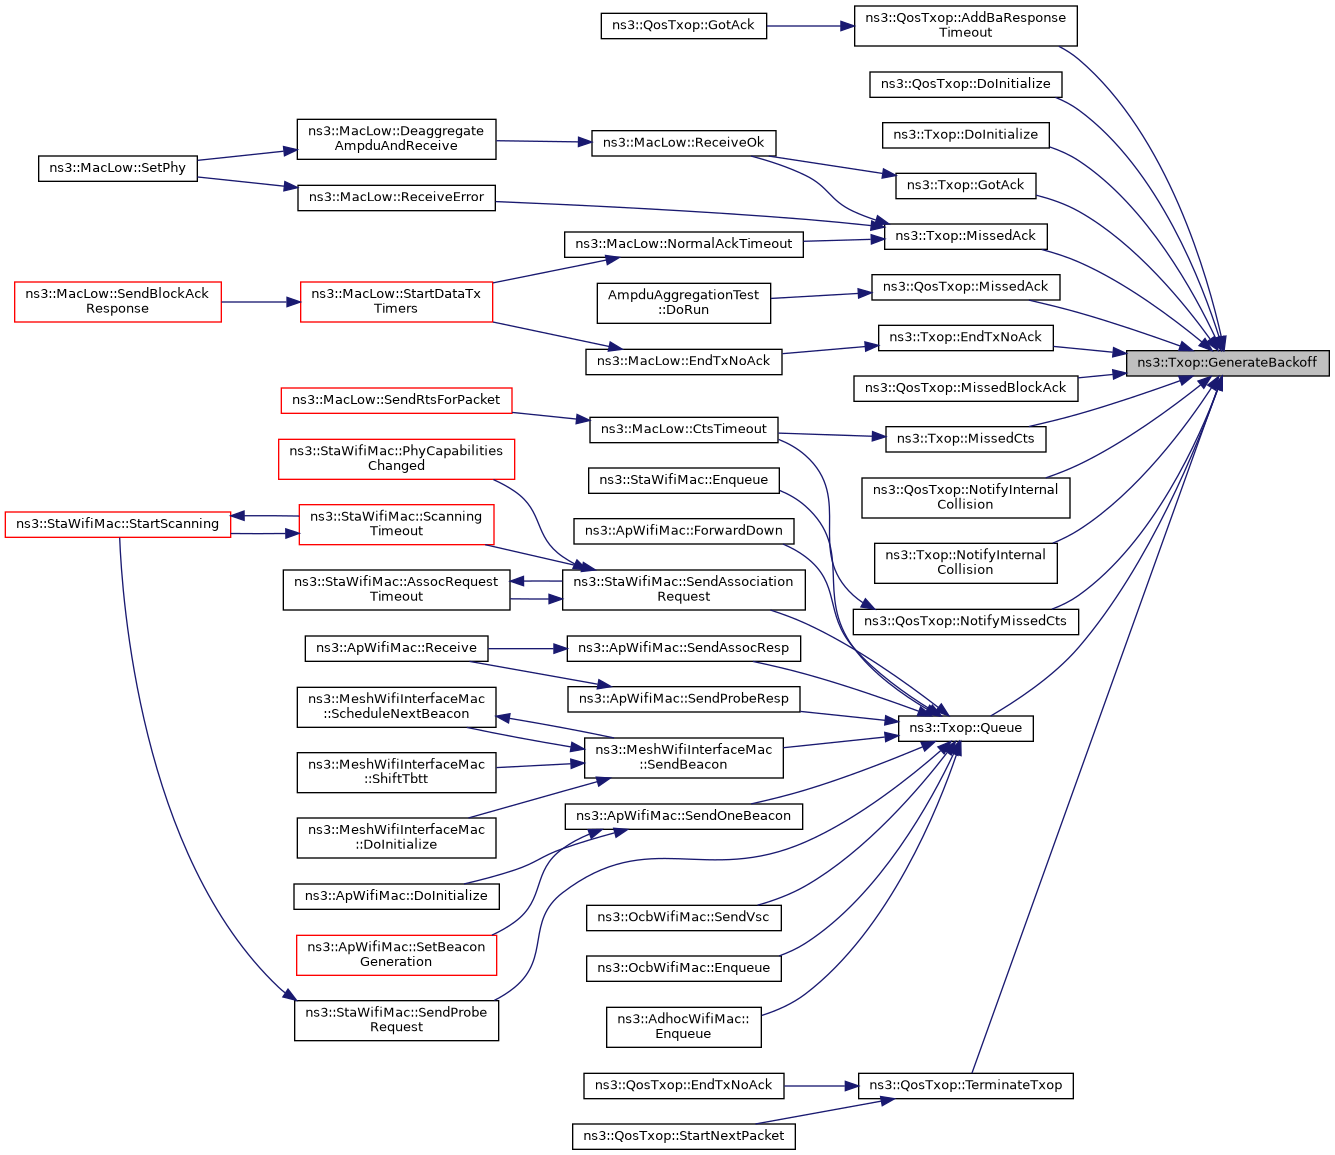 ns3::QosTxop::GotAck
ns3::QosTxop::AddBaResponse
Timeout
ns3::QosTxop::DoInitialize
ns3::Txop::DoInitialize
ns3::MacLow::Deaggregate
AmpduAndReceive
ns3::MacLow::ReceiveOk
ns3::MacLow::SetPhy
ns3::Txop::GotAck
ns3::MacLow::ReceiveError
ns3::Txop::MissedAck
ns3::MacLow::NormalAckTimeout
ns3::QosTxop::MissedAck
ns3::MacLow::SendBlockAck
Response
ns3::MacLow::StartDataTx
Timers
AmpduAggregationTest
::DoRun
ns3::Txop::EndTxNoAck
ns3::MacLow::EndTxNoAck
ns3::Txop::GenerateBackoff
ns3::QosTxop::MissedBlockAck
ns3::MacLow::SendRtsForPacket
ns3::MacLow::CtsTimeout
ns3::Txop::MissedCts
ns3::StaWifiMac::PhyCapabilities
Changed
ns3::StaWifiMac::Enqueue
ns3::QosTxop::NotifyInternal
Collision
ns3::StaWifiMac::StartScanning
ns3::StaWifiMac::Scanning
Timeout
ns3::ApWifiMac::ForwardDown
ns3::Txop::NotifyInternal
Collision
ns3::StaWifiMac::AssocRequest
Timeout
ns3::StaWifiMac::SendAssociation
Request
ns3::QosTxop::NotifyMissedCts
ns3::ApWifiMac::Receive
ns3::ApWifiMac::SendAssocResp
ns3::ApWifiMac::SendProbeResp
ns3::MeshWifiInterfaceMac
::ScheduleNextBeacon
ns3::Txop::Queue
ns3::MeshWifiInterfaceMac
::SendBeacon
ns3::MeshWifiInterfaceMac
::ShiftTbtt
ns3::ApWifiMac::SendOneBeacon
ns3::MeshWifiInterfaceMac
::DoInitialize
ns3::ApWifiMac::DoInitialize
ns3::OcbWifiMac::SendVsc
ns3::ApWifiMac::SetBeacon
Generation
ns3::OcbWifiMac::Enqueue
ns3::StaWifiMac::SendProbe
Request
ns3::AdhocWifiMac::
Enqueue
ns3::QosTxop::EndTxNoAck
ns3::QosTxop::TerminateTxop
ns3::QosTxop::StartNextPacket